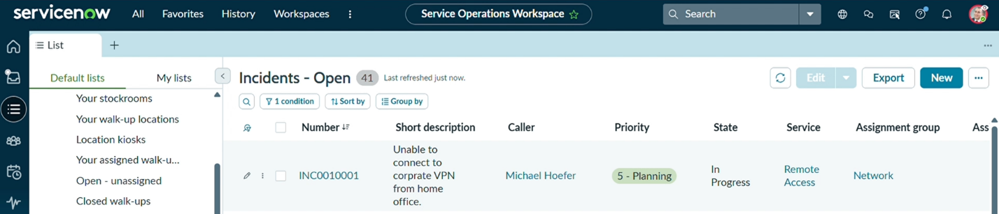 servicenow All Favorites History Workspaces Service Operations Workspace Search
List
Default lists My lists Incidents - Open 41 Last refreshed just now. Edit Export New
Your stockrooms
1 condition Sort by Group by
Your walk-up locations
Number Short description Caller Priority State Service Assignment group Ass
Location kiosks
Your assigned walk-u...
Open - unassigned
Closed walk-ups
INC0010001
Unable to
connect to
corprate VPN
from home
office.
Michael Hoefer
5 - Planning
In
Progress
Remote
Access
Network